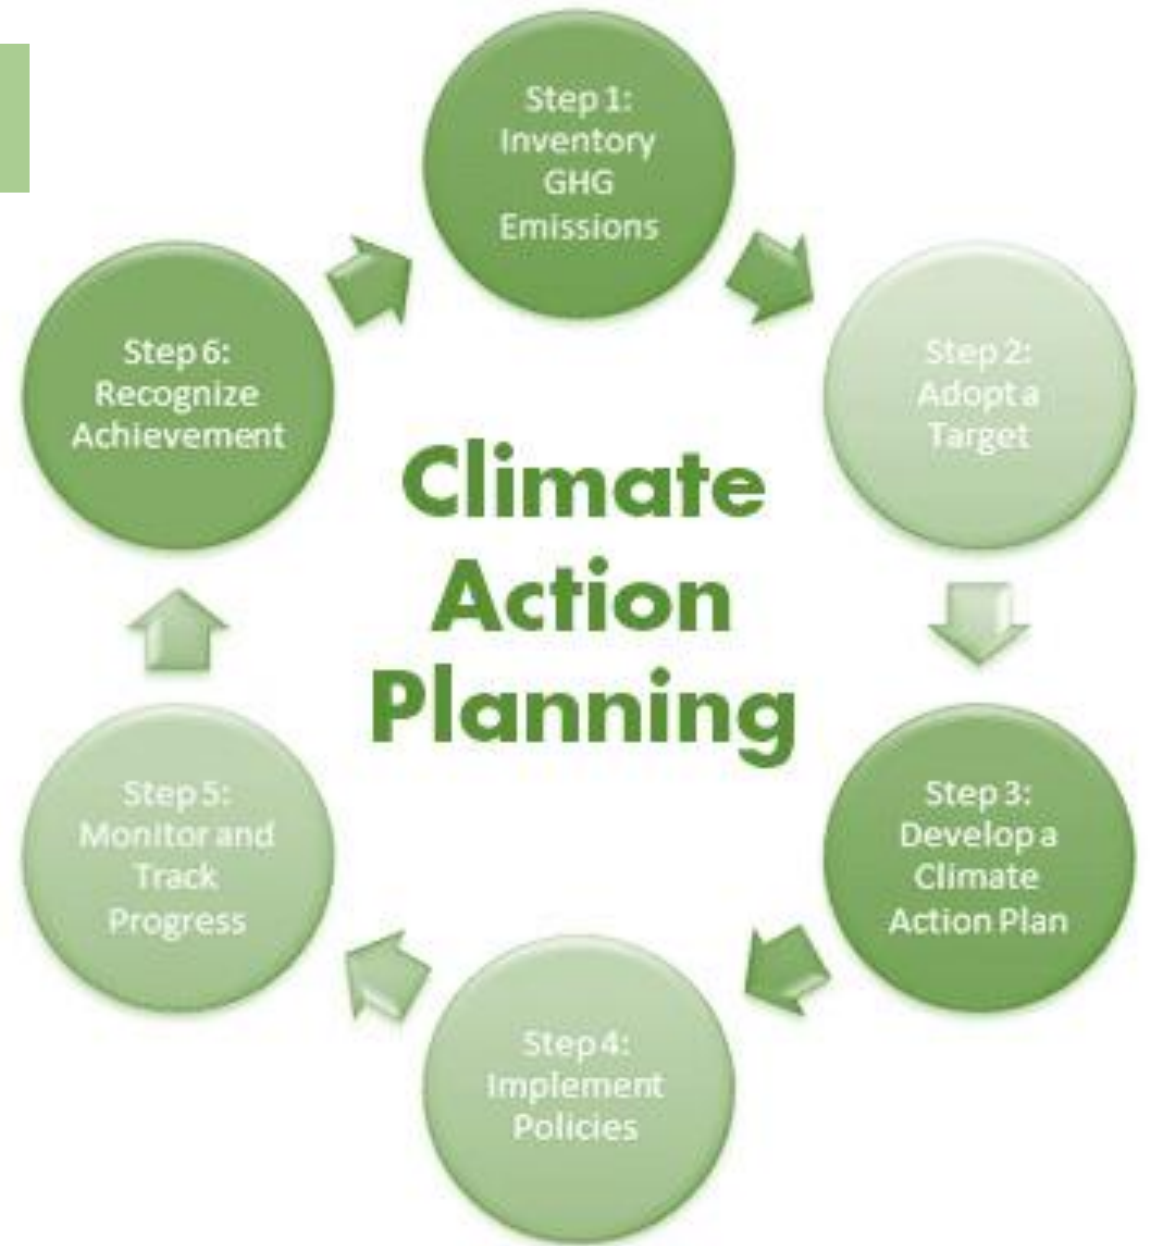 Step 1:
Inventory
GHG
Emissions
Step 2:
Adopt a
Target
Step 3:
Develop a
Climate
Action Plan
Step 4:
Implement
Policies
Step 5:
Monitor and
Track
Progress
Step 6:
Recognize
Achievement
Climate
Action
Planning